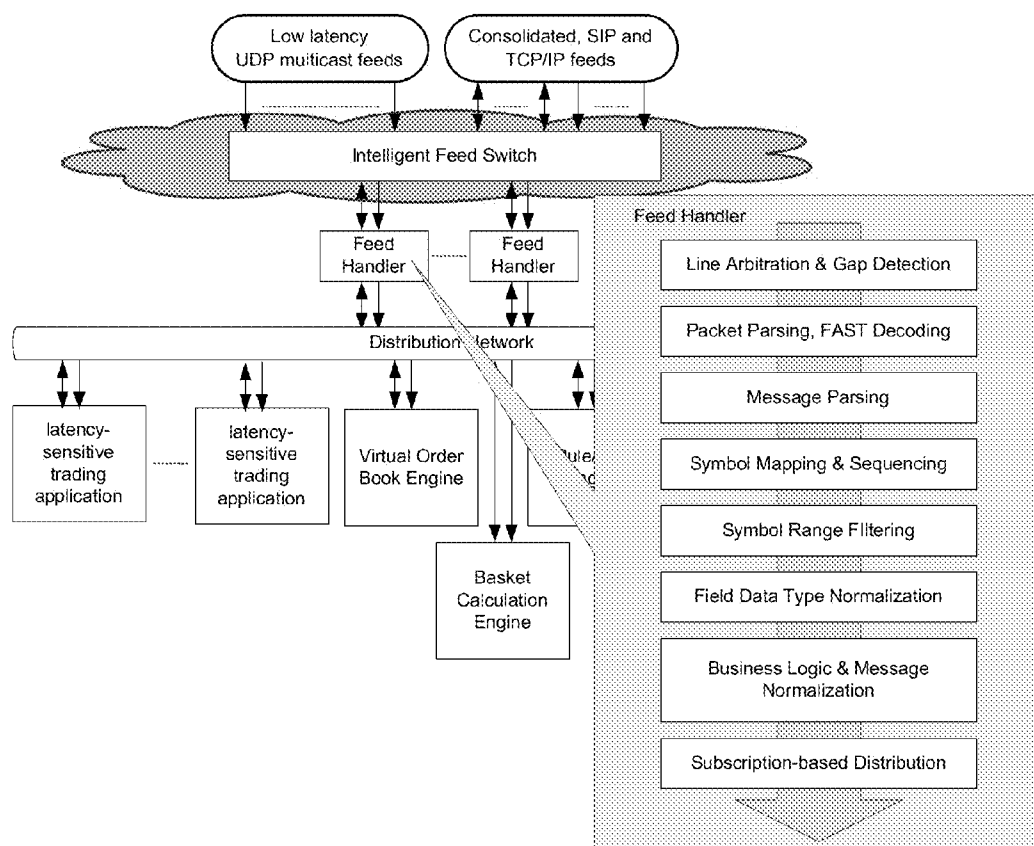 Low latency
UDP multicast feeds
Consolidated, SIP and
TCP/IP feeds
Intelligent Feed Switch
Feed
Handler
Feed
Handler
Distribution Network
latency-
sensitive
trading
application
latency-
sensitive
trading
application
Virtual Order
Book Engine
Basket
Calculation
Engine
Feed Handler
Line Arbitration & Gap Detection
Packet Parsing, FAST Decoding
Message Parsing
Symbol Mapping & Sequencing
Symbol Range FIltering
Field Data Type Normalization
Business Logic & Message
Normalization
Subscription-based Distribution